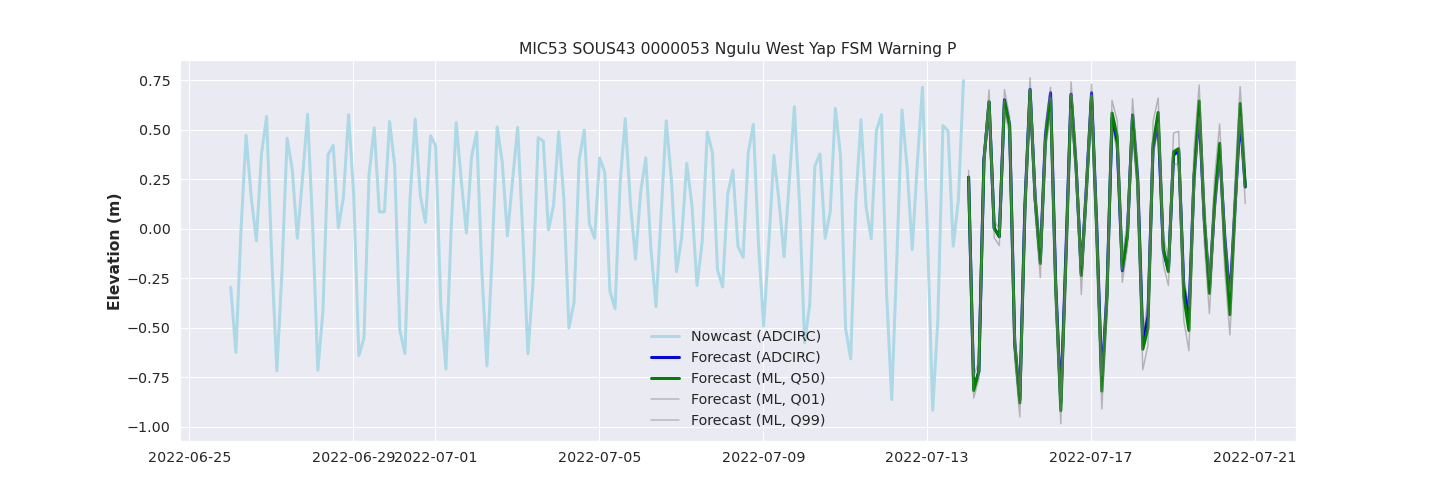 MIC53 SOUS43 0000053 Ngulu West Yap FSM Warning P
Elevation (m)
0.75
0.50
0.25
0.00
−0.25
−0.50
−0.75
−1.00
Nowcast (ADCIRC)
Forecast (ADCIRC)
Forecast (ML, Q50)
Forecast (ML, Q01)
Forecast (ML, Q99)
2022-06-25 2022-06-29 2022-07-01 2022-07-05 2022-07-09 2022-07-13 2022-07-17 2022-07-21